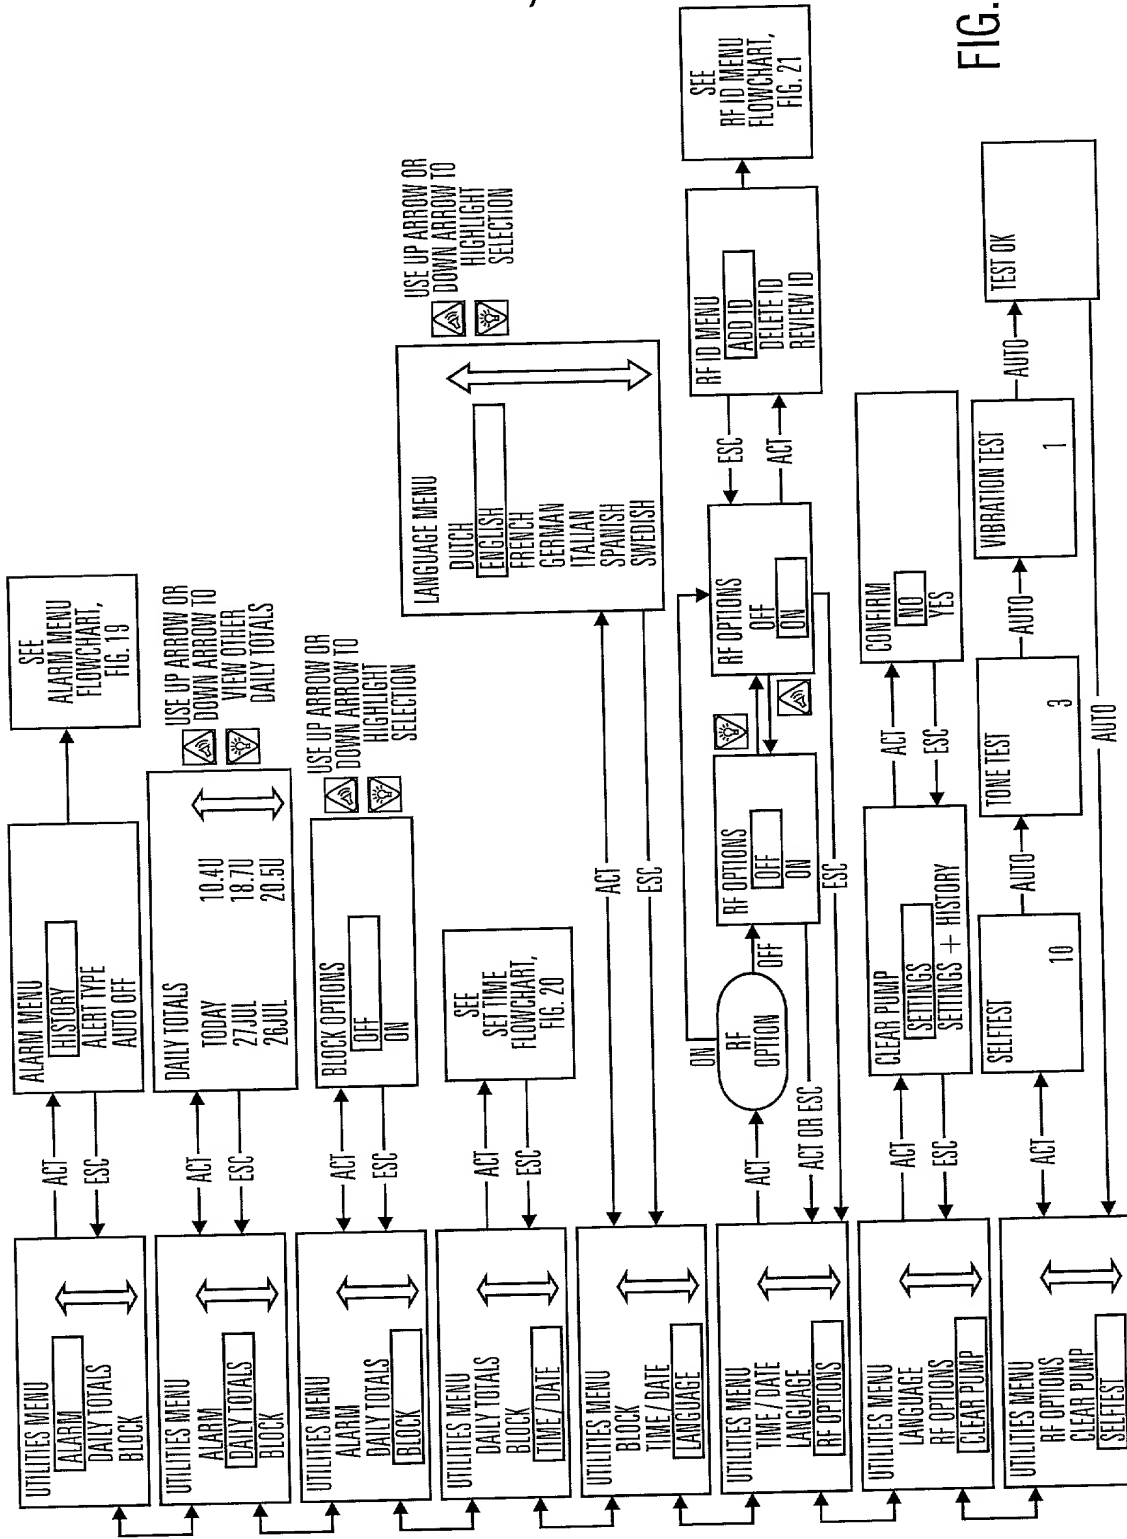 UTILITIES MENU
ALARM
DAILY TOTALS
BLOCK
ACT
ESC
ALARM MENU
HISTORY
ALERT TYPE
AUTO OFF
SEE
ALARM MENU
FLOWCHART,
FIG. 19
UTILITIES MENU
ALARM
DAILY TOTALS
BLOCK
ACT
ESC
DAILY TOTALS
TODAY 10.4U
27JUL 18.7U
26JUL 20.5U
USE UP ARROW OR
DOWN ARROW TO
VIEW OTHER
DAILY TOTALS
UTILITIES MENU
ALARM
DAILY TOTALS
BLOCK
ACT
ESC
BLOCK OPTIONS
OFF
ON
USE UP ARROW OR
DOWN ARROW TO
HIGHLIGHT
SELECTION
UTILITIES MENU
DAILY TOTALS
BLOCK
TIME / DATE
ACT
ESC
SEE
SET TIME
FLOWCHART,
FIG. 20
UTILITIES MENU
BLOCK
TIME / DATE
LANGUAGE
ACT
ESC
LANGUAGE MENU
DUTCH
ENGLISH
FRENCH
GERMAN
ITALIAN
SPANISH
SWEDISH
USE UP ARROW OR
DOWN ARROW TO
HIGHLIGHT
SELECTION
UTILITIES MENU
TIME / DATE
LANGUAGE
RF OPTIONS
ACT
ACT OR ESC
ESC
RF
OPTION
ON
OFF
RF OPTIONS
OFF
ON
RF OPTIONS
OFF
ON
ESC
ACT
RF ID MENU
ADD ID
DELETE ID
REVIEW ID
SEE
RF ID MENU
FLOWCHART,
FIG. 21
UTILITIES MENU
LANGUAGE
RF OPTIONS
CLEAR PUMP
ACT
ESC
CLEAR PUMP
SETTINGS
SETTINGS + HISTORY
ACT
ESC
CONFIRM
NO
YES
UTILITIES MENU
RF OPTIONS
CLEAR PUMP
SELFTEST
ACT
SELFTEST
10
AUTO
TONE TEST
3
AUTO
VIBRATION TEST
1
AUTO
TEST OK
AUTO
FIG.